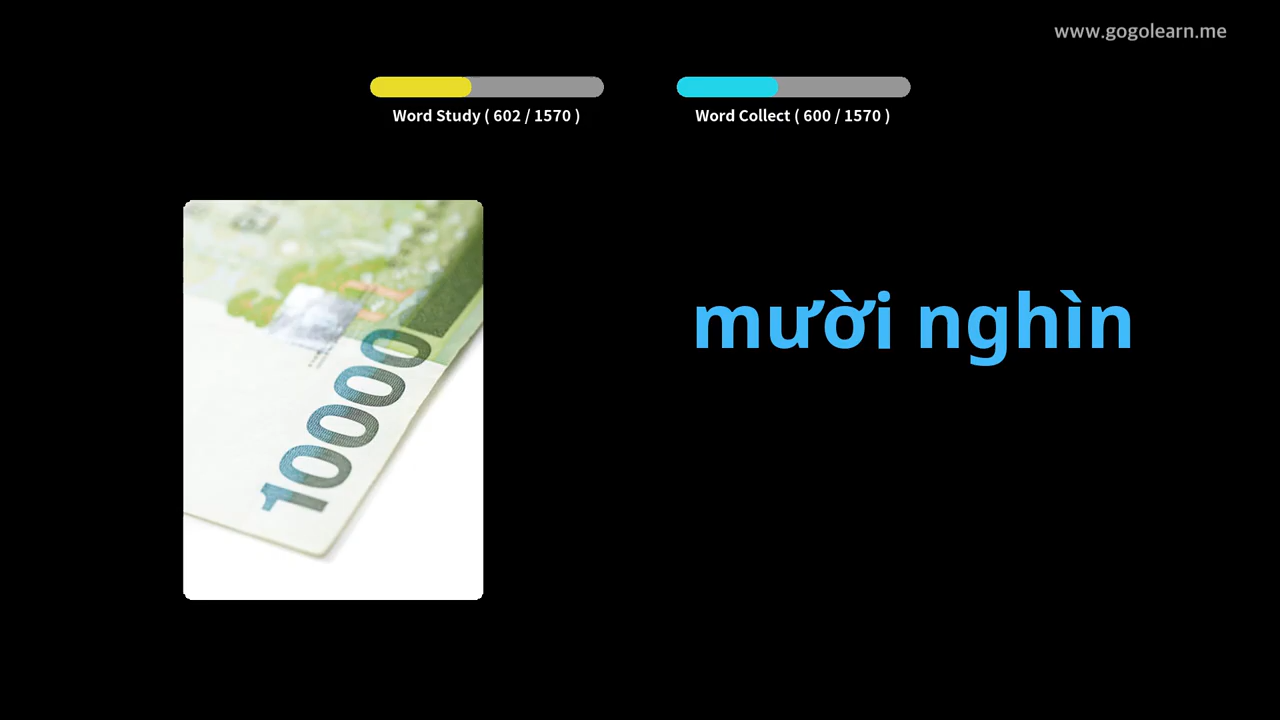 www.gogolearn.me
Word Study ( 602 / 1570 )
Word Collect ( 600 / 1570 )
10000
mười nghìn